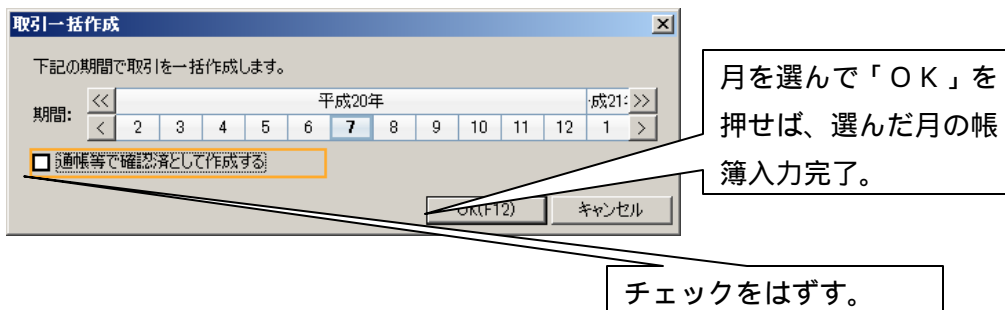 取引一括作成
下記の期間で取引を一括作成します。
期間:
<< 平成20年 成21 >>
< 2 3 4 5 6 7 8 9 10 11 12 1 >
通帳等で確認済として作成する
OK(F12) キャンセル
月を選んで「ＯＫ」を
押せば、選んだ月の帳
簿入力完了。
チェックをはずす。